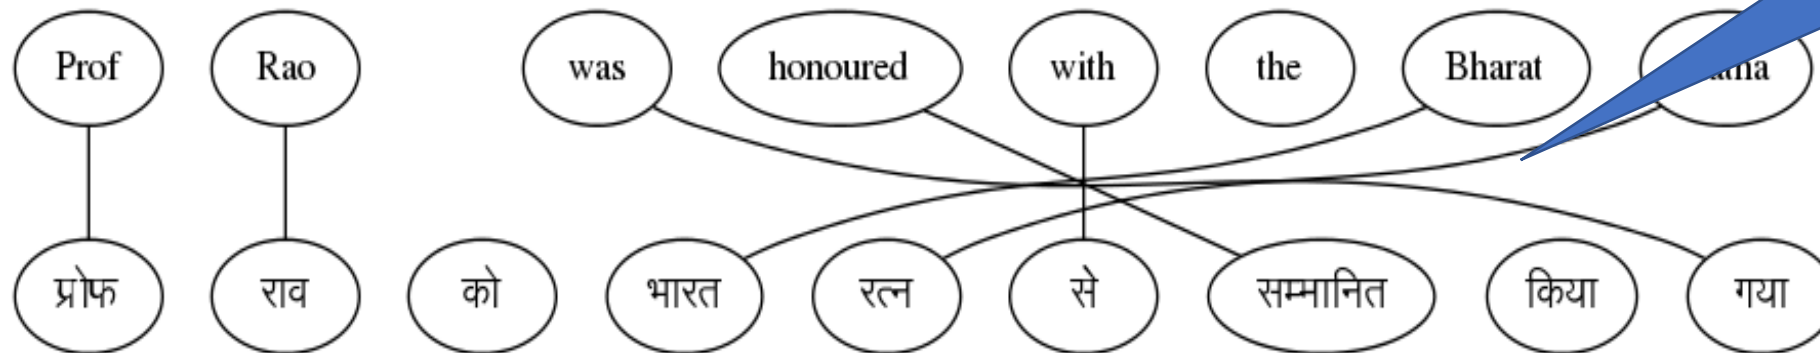 Prof Rao was honoured with the Bharat
प्रोफ राव को भारत रत्न से सम्मानित किया गया